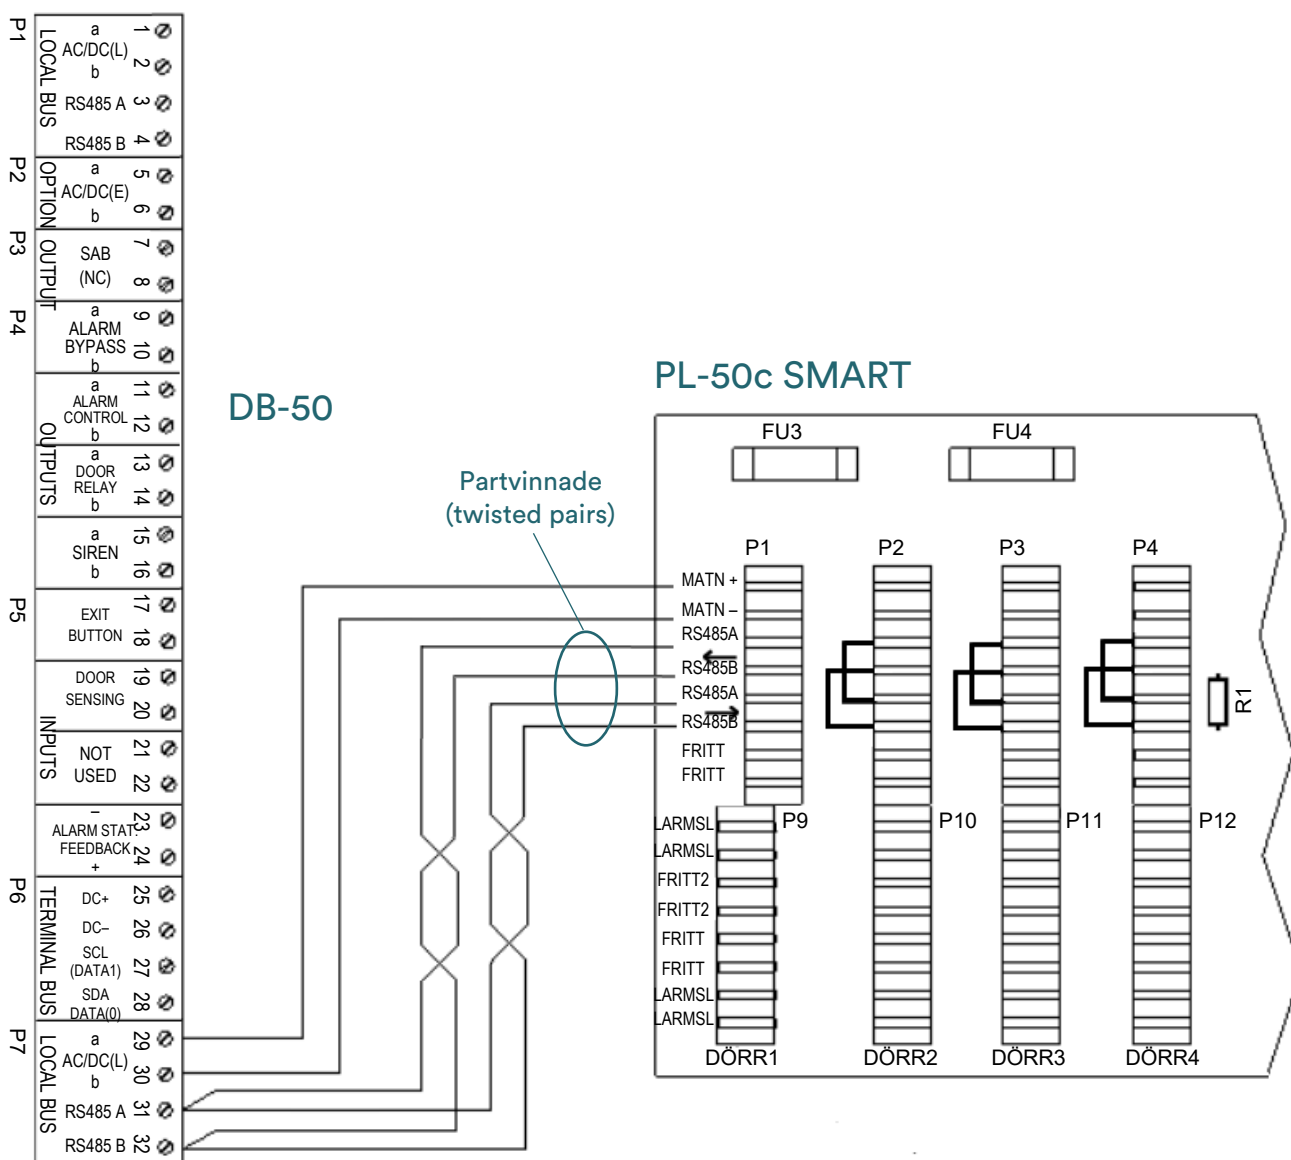 P1
LOCAL BUS
a
AC/DC(L)
b
RS485 A
RS485 B
1
2
3
4
P2
OPTION
a
AC/DC(E)
b
5
6
P3
OUTPUT
SAB
(NC)
7
8
P4
a
ALARM
BYPASS
b
9
10
OUTPUTS
a
ALARM
CONTROL
b
11
12
a
DOOR
RELAY
b
13
14
a
SIREN
b
15
16
P5
INPUTS
EXIT
BUTTON
17
18
DOOR
SENSING
19
20
NOT
USED
21
22
–
ALARM STAT.
FEEDBACK
+
23
24
P6
TERMINAL BUS
DC+
DC–
SCL
(DATA1)
SDA
DATA(0)
25
26
27
28
P7
LOCAL BUS
a
AC/DC(L)
b
RS485 A
RS485 B
29
30
31
32
DB-50
Partvinnade
(twisted pairs)
PL-50c SMART
FU3
FU4
P1
P2
P3
P4
MATN +
MATN –
RS485A
RS485B
RS485A
RS485B
FRITT
FRITT
R1
P9
P10
P11
P12
LARMSL
LARMSL
FRITT2
FRITT2
FRITT
FRITT
LARMSL
LARMSL
DÖRR1
DÖRR2
DÖRR3
DÖRR4